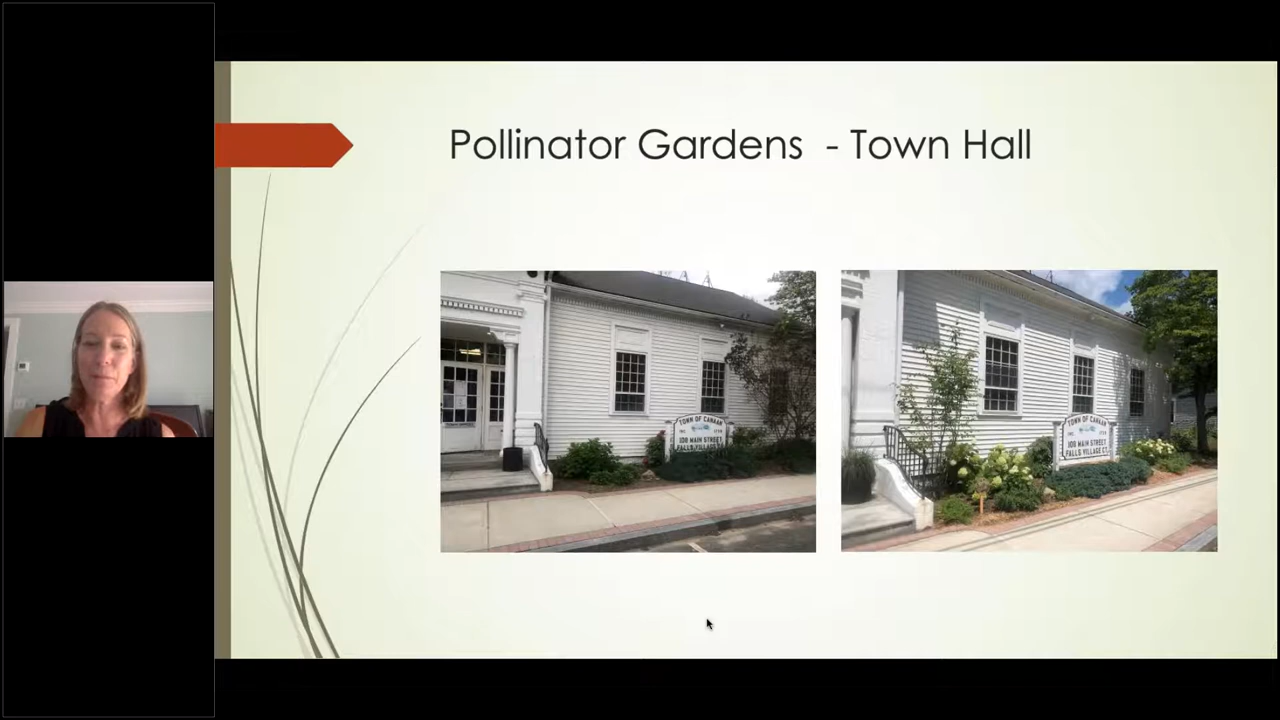 Pollinator Gardens - Town Hall
TOWN OF CANAAN
108 MAIN STREET
FALLS VILLAGE
TOWN OF CANAAN
108 MAIN STREET
FALLS VILLAGE CT.